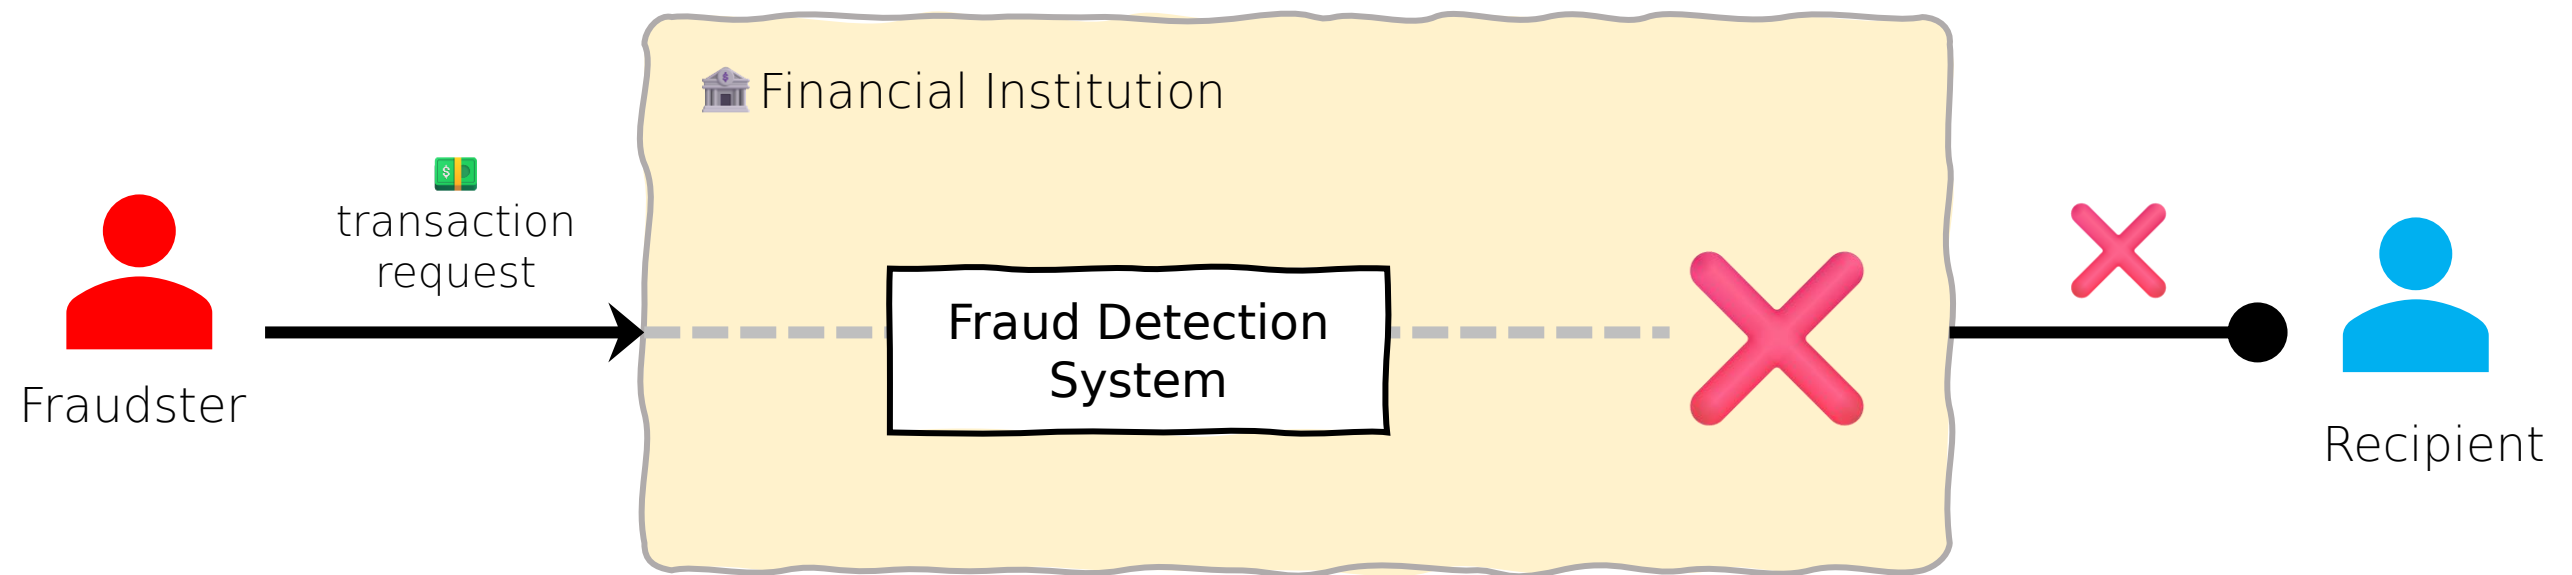 Financial Institution
transaction
request
Fraud Detection
System
Fraudster
Recipient